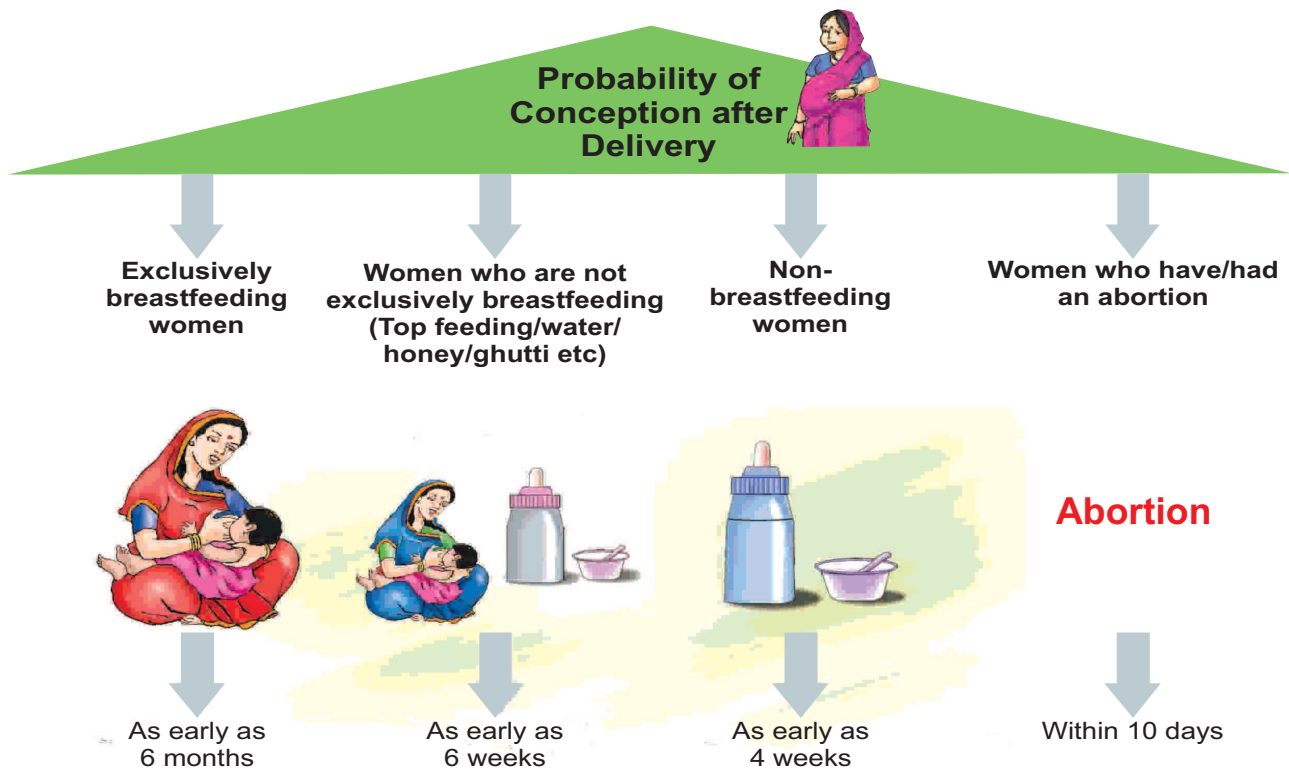 Probability of
Conception after
Delivery
Exclusively
breastfeeding
women
Women who are not
exclusively breastfeeding
(Top feeding/water/
honey/ghutti etc)
Non-
breastfeeding
women
Women who have/had
an abortion
Abortion
As early as
6 months
As early as
6 weeks
As early as
4 weeks
Within 10 days